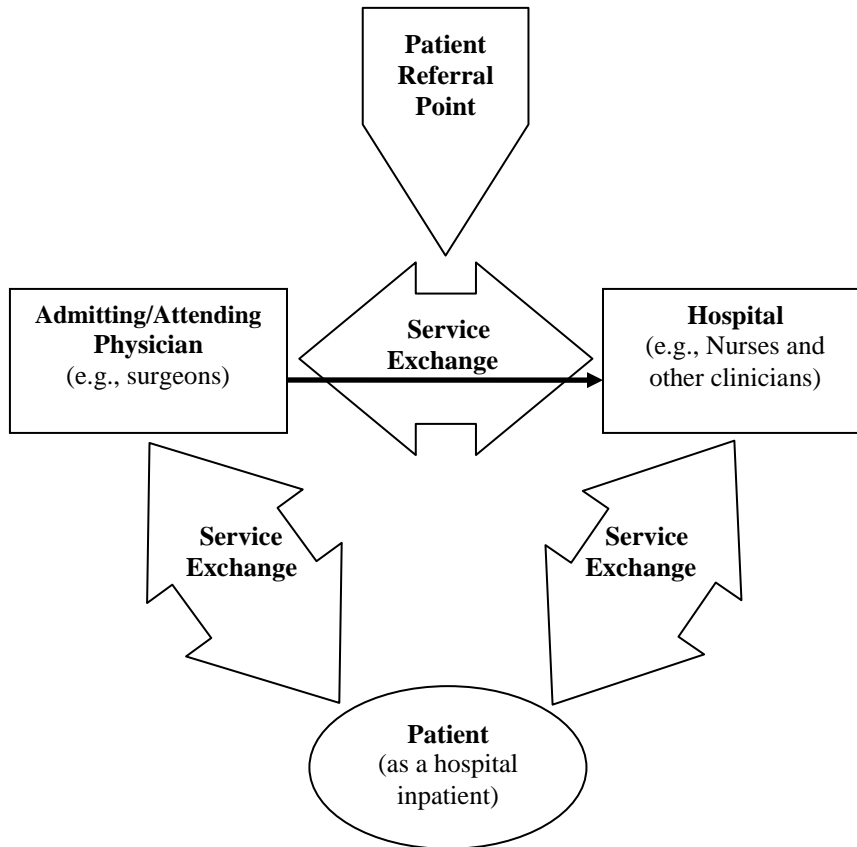 Patient
Referral
Point
Admitting/Attending
Physician
(e.g., surgeons)
Service
Exchange
Hospital
(e.g., Nurses and
other clinicians)
Service
Exchange
Service
Exchange
Patient
(as a hospital
inpatient)